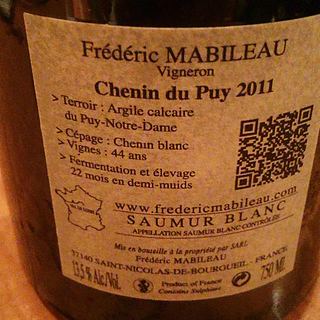 Frédéric MABILEAU
Vigneron
Chenin du Puy 2011
> Terroir : Argile calcaire
du Puy-Notre-Dame
> Cépage : Chenin blanc
> Vignes : 44 ans
> Fermentation et élevage
22 mois en demi-muids
www.fredericmabileau.com
SAUMUR BLANC
APPELLATION SAUMUR BLANC CONTRÔLÉE
Mis en bouteille à la propriété par SARL
Frédéric MABILEAU
37140 SAINT-NICOLAS-DE-BOURGUEIL - FRANCE
13,5 % Alc/Vol.
Product of France
Contains Sulphites
750 ML